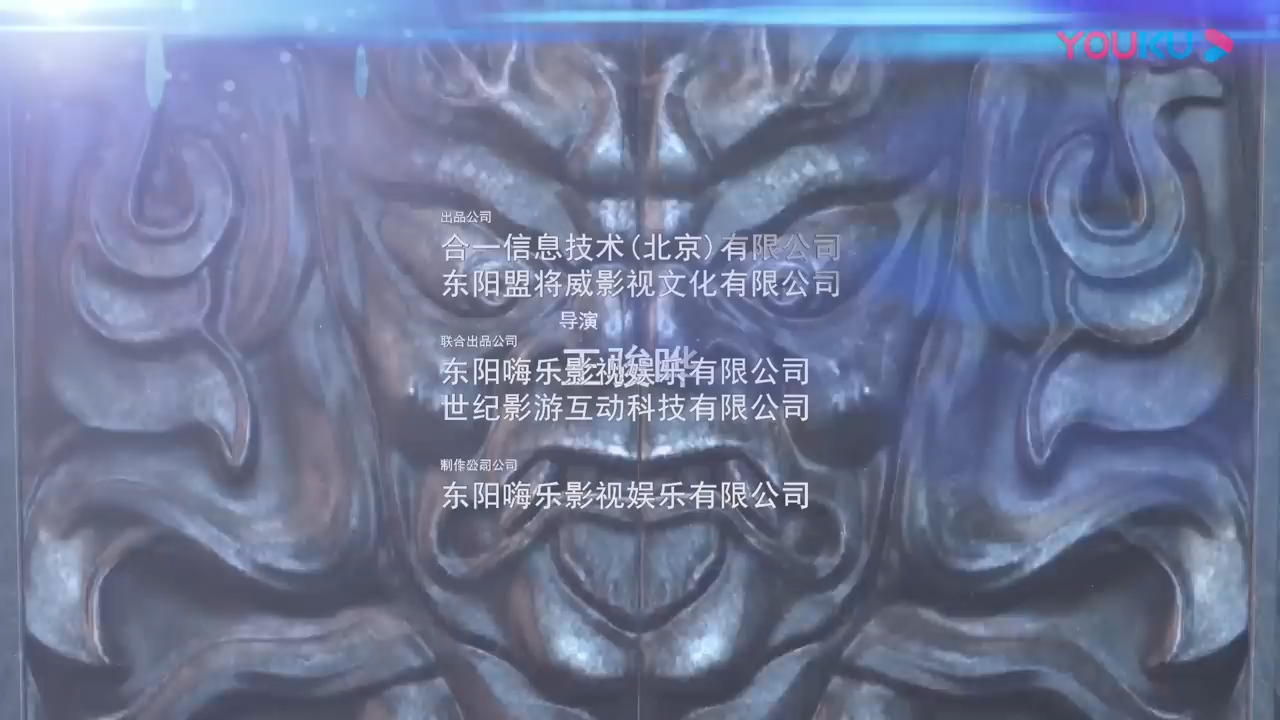 YOUKU
出品公司
合一信息技术(北京)有限公司
东阳盟将威影视文化有限公司
导演
王骏晔
联合出品公司
东阳嗨乐影视娱乐有限公司
世纪影游互动科技有限公司
制作公司
东阳嗨乐影视娱乐有限公司